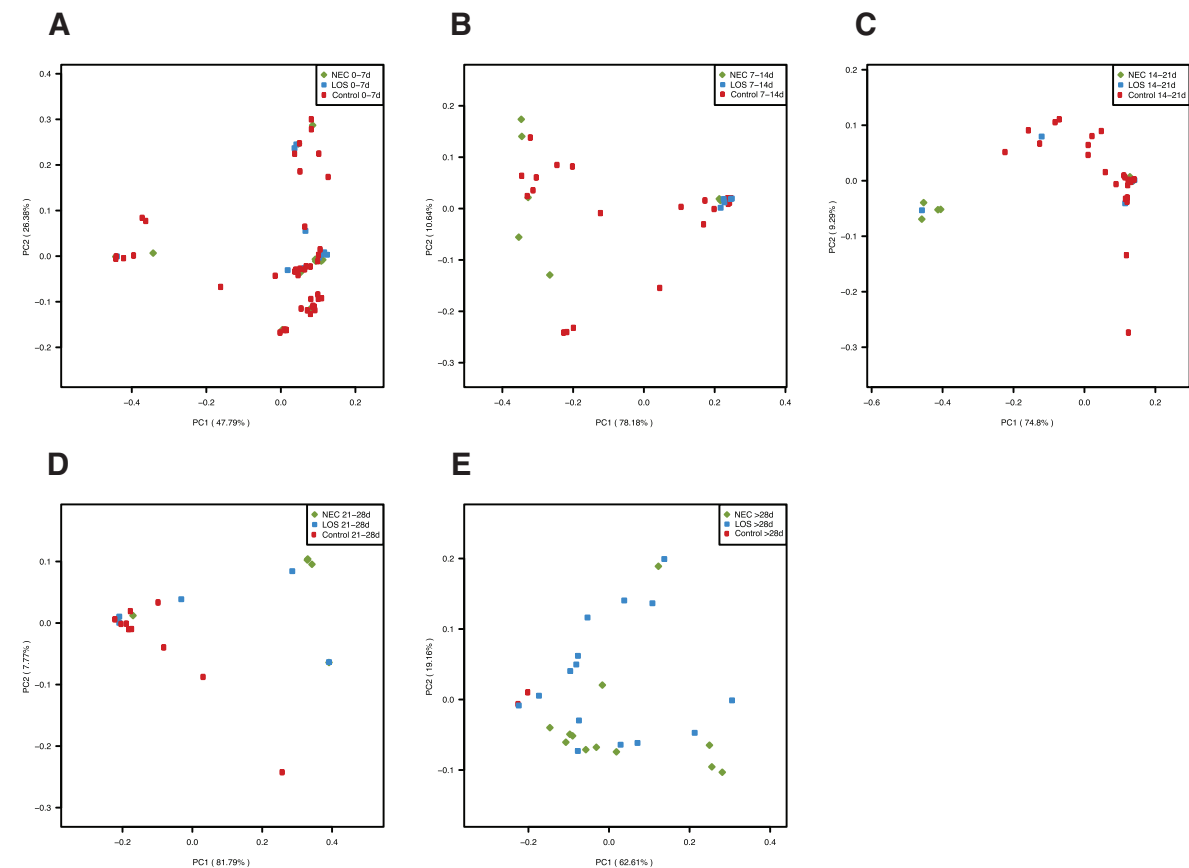 A
B
C
NEC 0−7d
LOS 0−7d
Control 0−7d
0.4
0.3
0.2
0.1
0.0
−0.1
−0.2
PC2 ( 26.38% )
−0.4
−0.2
0.0
0.2
PC1 ( 47.79% )
NEC 7−14d
LOS 7−14d
Control 7−14d
0.2
0.1
0.0
−0.1
−0.2
−0.3
PC2 ( 10.64% )
−0.4
−0.2
0.0
0.2
0.4
PC1 ( 78.18% )
NEC 14−21d
LOS 14−21d
Control 14−21d
0.2
0.1
0.0
−0.1
−0.2
−0.3
PC2 ( 9.29% )
−0.6
−0.4
−0.2
0.0
0.2
PC1 ( 74.8% )
D
E
NEC 21−28d
LOS 21−28d
Control 21−28d
0.1
0.0
−0.1
−0.2
−0.3
PC2 ( 7.77% )
−0.2
0.0
0.2
0.4
PC1 ( 81.79% )
NEC >28d
LOS >28d
Control >28d
0.2
0.1
0.0
−0.1
PC2 ( 19.16% )
−0.2
0.0
0.2
0.4
PC1 ( 62.61% )